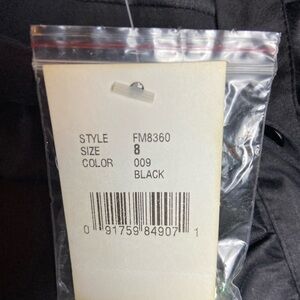 STYLE FM8360
SIZE 8
COLOR 009
BLACK
0 91759 84907 1